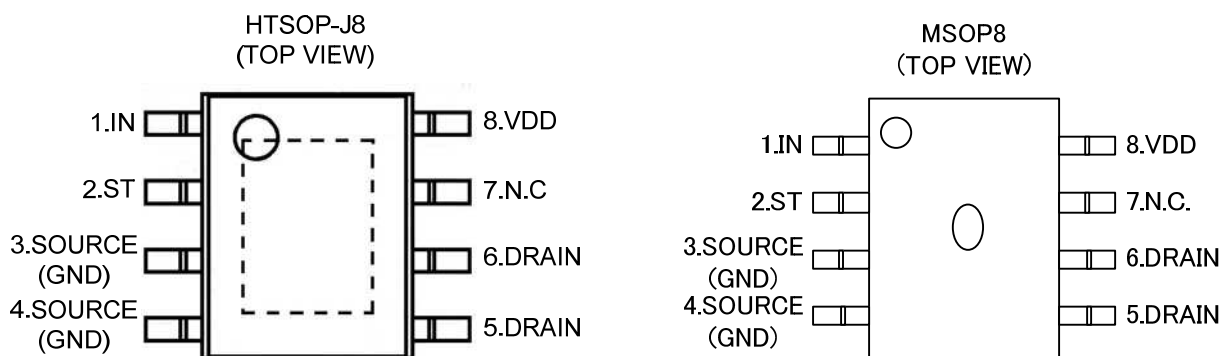 HTSOP-J8
(TOP VIEW)
1.IN
2.ST
3.SOURCE
(GND)
4.SOURCE
(GND)
8.VDD
7.N.C
6.DRAIN
5.DRAIN
MSOP8
(TOP VIEW)
1.IN
2.ST
3.SOURCE
(GND)
4.SOURCE
(GND)
8.VDD
7.N.C.
6.DRAIN
5.DRAIN